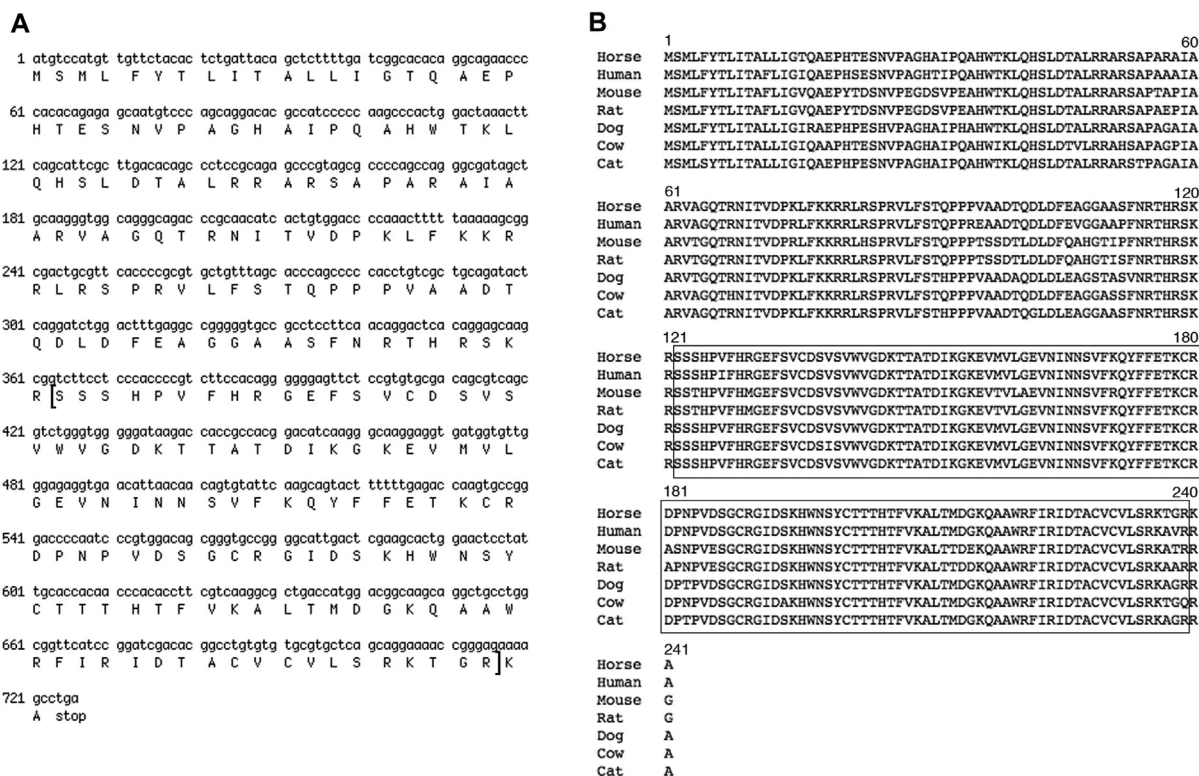 A
1 atgtccatgt tgttctacac tctgattaca gctcttttga tcggcacaca ggcagaaccc
M S M L F Y T L I T A L L I G T Q A E P
61 cacacagaga gcaatgtccc agcaggacac gccatccccc aagcccactg gactaaactt
H T E S N V P A G H A I P Q A H W T K L
121 cagcattcgc ttgacacagc cctccgcaga gcccgtagcg ccccagccag ggcgatagct
Q H S L D T A L R R A R S A P A R A I A
181 gcaagggtgg cagggcagac ccgcaacatc actgtggacc ccaaactttt taaaaagcgg
A R V A G Q T R N I T V D P K L F K K R
241 cgactgcgtt caccccgcgt gctgtttagc acccagcccc cacctgtcgc tgcagatact
R L R S P R V L F S T Q P P P V A A D T
301 caggatctgg actttgaggc cgggggtgcc gcctccttca acaggactca caggagcaag
Q D L D F E A G G A A S F N R T H R S K
361 cggtcttcct cccaccccgt cttccacagg ggggagttct ccgtgtgcga cagcgtcagc
R [S S S H P V F H R G E F S V C D S V S
421 gtctgggtgg gggataagac caccgccacg gacatcaagg gcaaggaggt gatggtgttg
V W V G D K T T A T D I K G K E V M V L
481 ggagaggtga acattaacaa cagtgtattc aagcagtact tttttgagac caagtgccgg
G E V N I N N S V F K Q Y F F E T K C R
541 gaccccaatc ccgtggacag cgggtgccgg ggcattgact cgaagcactg gaactcctat
D P N P V D S G C R G I D S K H W N S Y
601 tgcaccacaa cccacacctt cgtcaaggcg ctgaccatgg acggcaagca ggctgcctgg
C T T T H T F V K A L T M D G K Q A A W
661 cggttcatcc ggatcgacac ggcctgtgtg tgcgtgctca gcaggaaaac cgggagaaaa
R F I R I D T A C V C V L S R K T G R ] K
721 gcctga
A stop
B
1 60
Horse MSMLFYTLITALLIGTQAEPHTESNVPAGHAIPQAHWTKLQHSLDTALRRARSAPARAIA
Human MSMLFYTLITAFLIGIQAEPHSESNVPAGHTIPQAHWTKLQHSLDTALRRARSAPAAAIA
Mouse MSMLFYTLITAFLIGVQAEPYTDSNVPEGDSVPEAHWTKLQHSLDTALRRARSAPTAPIA
Rat MSMLFYTLITAFLIGVQAEPYTDSNVPEGDSVPEAHWTKLQHSLDTALRRARSAPAEPIA
Dog MSMLFYTLITALLIGIRAEPHPESHVPAGHAIPHAHWTKLQHSLDTALRRARSAPAGAIA
Cow MSMLFYTLITALLIGIQAEPHTESNVPAGHAIPQAHWTKLQHSLDTVLRRARSAPAGPIA
Cat MSMLSYTLITALLIGIQAEPHPESNVPAGHAIPQAHWTKLQHSLDTALRRARSTPAGAIA
61 120
Horse ARVAGQTRNITVDPKLFKKRRLRSPRVLFSTQPPPVAADTQDLDFEAGGAASFNRTHRSK
Human ARVAGQTRNITVDPRLFKKRRLRSPRVLFSTQPPREAADTQDLDFEVGGAAPFNRTHRSK
Mouse ARVTGQTRNITVDPRLFKKRRLHSPRVLFSTQPPPTSSDTLDLDFQAHGTIPFNRTHRSK
Rat ARVTGQTRNITVDPKLFKKRRLRSPRVLFSTQPPPTSSDTLDLDFQAHGTISFNRTHRSK
Dog ARVTGQTRNITVDPKLFKKRRLRSPRVLFSTHPPPVAADAQDLDLEAGSTASVNRTHRSK
Cow ARVAGQTHNITVDPKLFKKRRLRSPRVLFSTQPPPVAADTQDLDFEAGGASSFNRTHRSK
Cat ARVAGQTRNITVDPKLFKKRRLRSPRVLFSTHPPPVAADTQGLDLEAGGAASFNRTHRSK
121 180
Horse RSSSHPVFHRGEFSVCDSVSVWVGDKTTATDIKGKEVMVLGEVNINNSVFKQYFFETKCR
Human RSSSHPIFHRGEFSVCDSVSVWVGDKTTATDIKGKEVMVLGEVNINNSVFKQYFFETKCR
Mouse RSSTHPVFHMGEFSVCDSVSVWVGDKTTATDIKGKEVTVLAEVNINNSVFRQYFFETKCR
Rat RSSTHPVFHMGEFSVCDSVSVWVGDKTTATDIKGKEVTVLGEVNINNSVFKQYFFETKCR
Dog RSSSHPVFHRGEFSVCDSVSVWVGDKTTATDIKGKEVMVLGEVNINNSVFKQYFFETKCR
Cow RSSSHPVFHRGEFSVCDSISVWVGDKTTATDIKGKEVMVLGEVNINNSVFKQYFFETKCR
Cat RSSSHPVFHRGEFSVCDSVSVWVGDKTTATDIKGKEVMVLGEVNINNSVFKQYFFETKCR
181 240
Horse DPNPVDSGCRGIDSKHWNSYCTTTHTFVKALTMDGKQAAWRFIRIDTACVCVLSRKTGRK
Human DPNPVDSGCRGIDSKHWNSYCTTTHTFVKALTMDGKQAAWRFIRIDTACVCVLSRKAVRR
Mouse ASNPVESGCRGIDSKHWNSYCTTTHTFVKALTTDEKQAAWRFIRIDTACVCVLSRKATRR
Rat APNPVESGCRGIDSKHWNSYCTTTHTFVKALTTDDKQAAWRFIRIDTACVCVLSRKAARR
Dog DPTPVDSGCRGIDSKHWNSYCTTTHTFVKALTMDGKQAAWRFIRIDTACVCVLSRKAGRR
Cow DPNPVDSGCRGIDAKHWNSYCTTTHTFVKALTMDGKQAAWRFIRIDTACVCVLSRKTGQR
Cat DPTPVDSGCRGIDSKHWNSYCTTTHTFVKALTMDGKQAAWRFIRIDTACVCVLSRKAGRR
241
Horse A
Human A
Mouse G
Rat G
Dog A
Cow A
Cat A